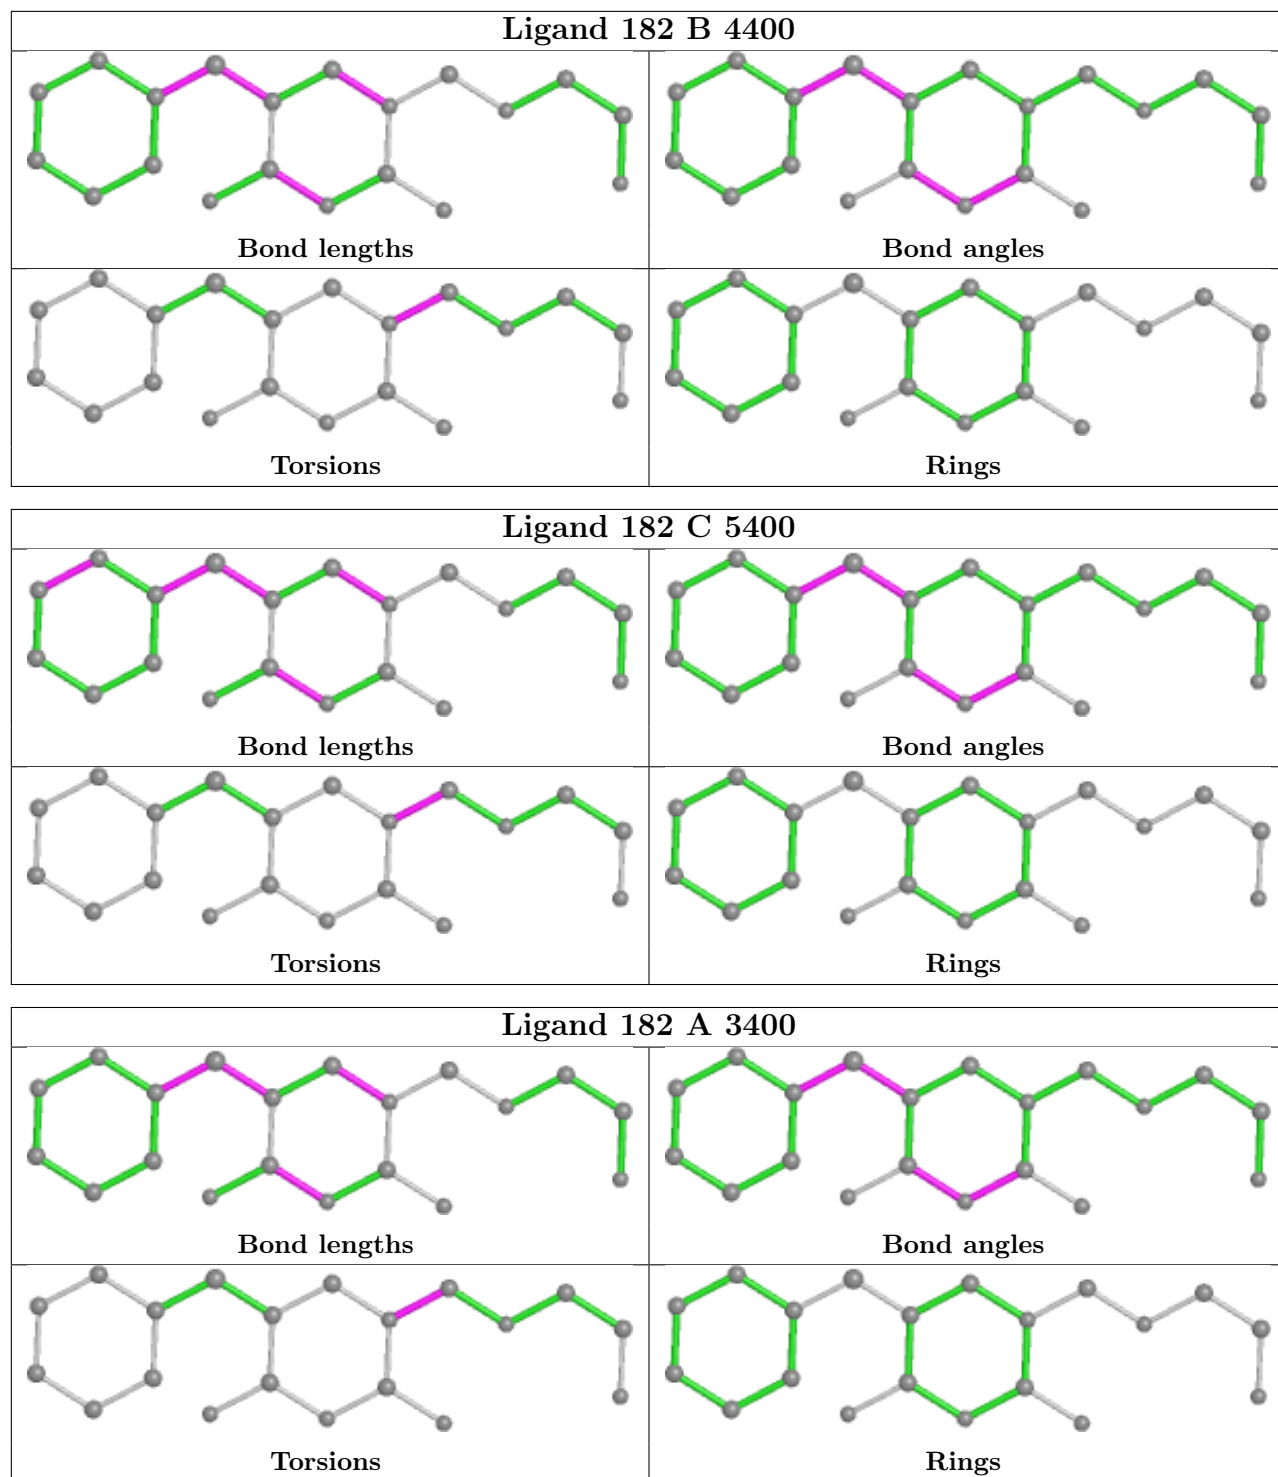 Ligand 182 B 4400
Bond lengths
Bond angles
Torsions
Rings
Ligand 182 C 5400
Bond lengths
Bond angles
Torsions
Rings
Ligand 182 A 3400
Bond lengths
Bond angles
Torsions
Rings